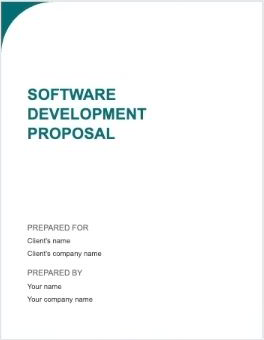 SOFTWARE
DEVELOPMENT
PROPOSAL
PREPARED FOR
Client's name
Client's company name
PREPARED BY
Your name
Your company name